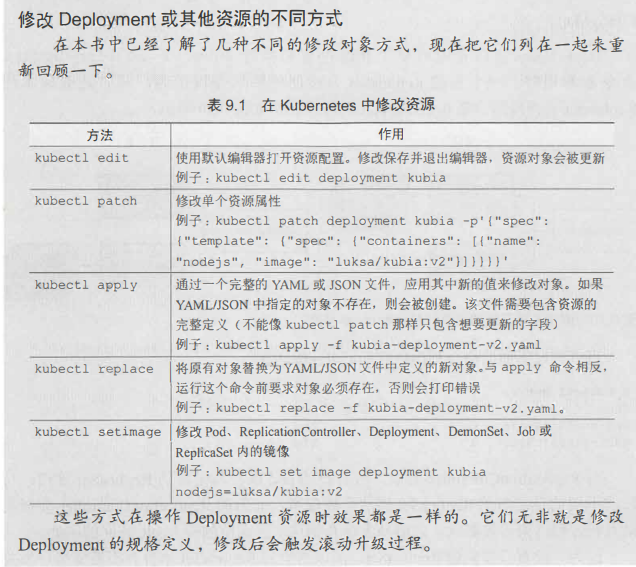 修改 Deployment 或其他资源的不同方式
在本书中已经了解了几种不同的修改对象方式，现在把它们列在一起来重
新回顾一下。
表 9.1 在 Kubernetes 中修改资源
方法 作用
kubectl edit 使用默认编辑器打开资源配置。修改保存并退出编辑器，资源对象会被更新
例子：kubectl edit deployment kubia
kubectl patch 修改单个资源属性
例子：kubectl patch deployment kubia -p'{"spec":
{"template": {"spec": {"containers": [{"name":
"nodejs", "image": "luksa/kubia:v2"}]}}}}'
kubectl apply 通过一个完整的 YAML 或 JSON 文件，应用其中新的值来修改对象。如果
YAML/JSON 中指定的对象不存在，则会被创建。该文件需要包含资源的
完整定义（不能像 kubectl patch 那样只包含想要更新的字段）
例子：kubectl apply -f kubia-deployment-v2.yaml
kubectl replace 将原有对象替换为YAML/JSON文件中定义的新对象。与 apply 命令相反，
运行这个命令前要求对象必须存在，否则会打印错误
例子：kubectl replace -f kubia-deployment-v2.yaml。
kubectl setimage 修改 Pod、ReplicationController、Deployment、DemonSet、Job 或
ReplicaSet 内的镜像
例子：kubectl set image deployment kubia
nodejs=luksa/kubia:v2
这些方式在操作 Deployment 资源时效果都是一样的。它们无非就是修改
Deployment 的规格定义，修改后会触发滚动升级过程。